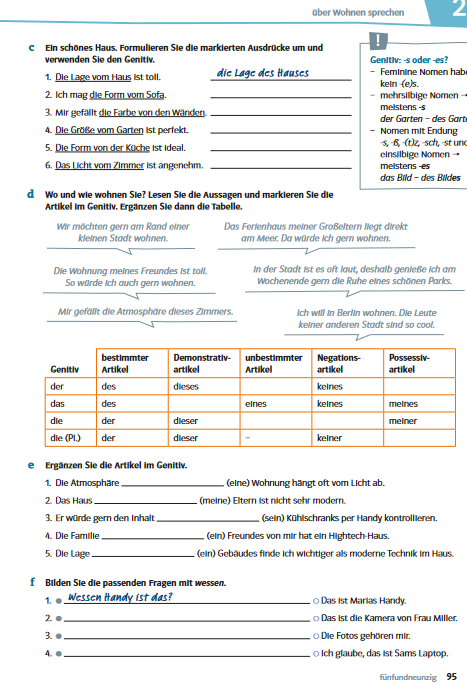 über Wohnen sprechen
2
c Ein schönes Haus. Formulieren Sie die markierten Ausdrücke um und
verwenden Sie den Genitiv.
1. Die Lage vom Haus ist toll. die Lage des Hauses
2. Ich mag die Form vom Sofa.
3. Mir gefällt die Farbe von den Wänden.
4. Die Größe vom Garten ist perfekt.
5. Die Form von der Küche ist ideal.
6. Das Licht vom Zimmer ist angenehm.
!
Genitiv: -s oder -es?
– Feminine Nomen habe
kein -(e)s.
– mehrsilbige Nomen →
meistens -s
der Garten – des Garte
– Nomen mit Endung
-s, -ß, -(t)z, -sch, -st und
einsilbige Nomen →
meistens -es
das Bild – des Bildes
d Wo und wie wohnen Sie? Lesen Sie die Aussagen und markieren Sie die
Artikel im Genitiv. Ergänzen Sie dann die Tabelle.
Wir möchten gern am Rand einer
kleinen Stadt wohnen.
Das Ferienhaus meiner Großeltern liegt direkt
am Meer. Da würde ich gern wohnen.
Die Wohnung meines Freundes ist toll.
So würde ich auch gern wohnen.
In der Stadt ist es oft laut, deshalb genieße ich am
Wochenende gern die Ruhe eines schönen Parks.
Mir gefällt die Atmosphäre dieses Zimmers.
Ich will in Berlin wohnen. Die Leute
keiner anderen Stadt sind so cool.
Genitiv bestimmter Artikel Demonstrativ-artikel unbestimmter Artikel Negations-artikel Possessiv-artikel
der des dieses keines
das des eines keines meines
die der dieser meiner
die (Pl.) der dieser – keiner
e Ergänzen Sie die Artikel im Genitiv.
1. Die Atmosphäre (eine) Wohnung hängt oft vom Licht ab.
2. Das Haus (meine) Eltern ist nicht sehr modern.
3. Er würde gern den Inhalt (sein) Kühlschranks per Handy kontrollieren.
4. Die Familie (ein) Freundes von mir hat ein Hightech-Haus.
5. Die Lage (ein) Gebäudes finde ich wichtiger als moderne Technik im Haus.
f Bilden Sie die passenden Fragen mit wessen.
1. Wessen Handy ist das? Das ist Marias Handy.
2. Das ist die Kamera von Frau Miller.
3. Die Fotos gehören mir.
4. Ich glaube, das ist Sams Laptop.
fünfundneunzig 95